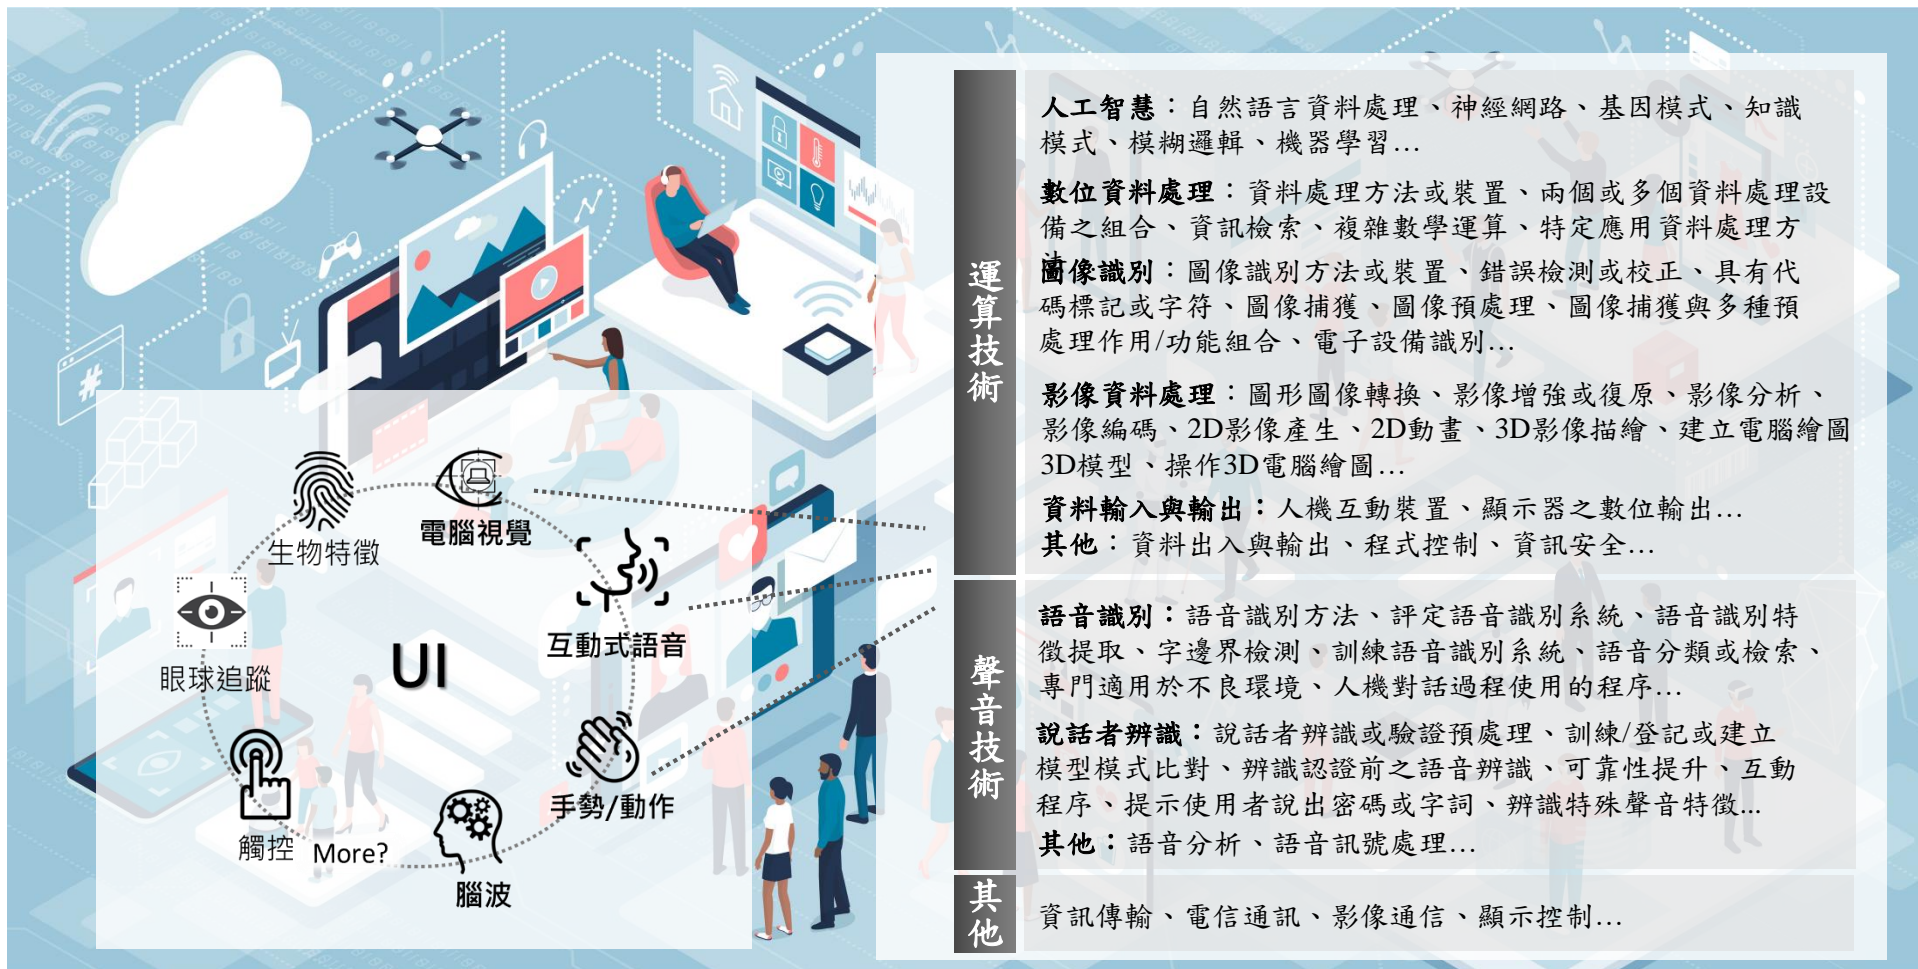 生物特徵
電腦視覺
互動式語音
眼球追蹤
UI
手勢/動作
觸控
More?
腦波
運算技術
人工智慧：自然語言資料處理、神經網路、基因模式、知識
模式、模糊邏輯、機器學習…
數位資料處理：資料處理方法或裝置、兩個或多個資料處理設
備之組合、資訊檢索、複雜數學運算、特定應用資料處理方
圖像識別：圖像識別方法或裝置、錯誤檢測或校正、具有代
碼標記或字符、圖像捕獲、圖像預處理、圖像捕獲與多種預
處理作用/功能組合、電子設備識別…
影像資料處理：圖形圖像轉換、影像增強或復原、影像分析、
影像編碼、2D影像產生、2D動畫、3D影像描繪、建立電腦繪圖
3D模型、操作3D電腦繪圖…
資料輸入與輸出：人機互動裝置、顯示器之數位輸出…
其他：資料出入與輸出、程式控制、資訊安全…
聲音技術
語音識別：語音識別方法、評定語音識別系統、語音識別特
徵提取、字邊界檢測、訓練語音識別系統、語音分類或檢索、
專門適用於不良環境、人機對話過程使用的程序…
說話者辨識：說話者辨識或驗證預處理、訓練/登記或建立
模型模式比對、辨識認證前之語音辨識、可靠性提升、互動
程序、提示使用者說出密碼或字詞、辨識特殊聲音特徵...
其他：語音分析、語音訊號處理…
其他
資訊傳輸、電信通訊、影像通信、顯示控制…